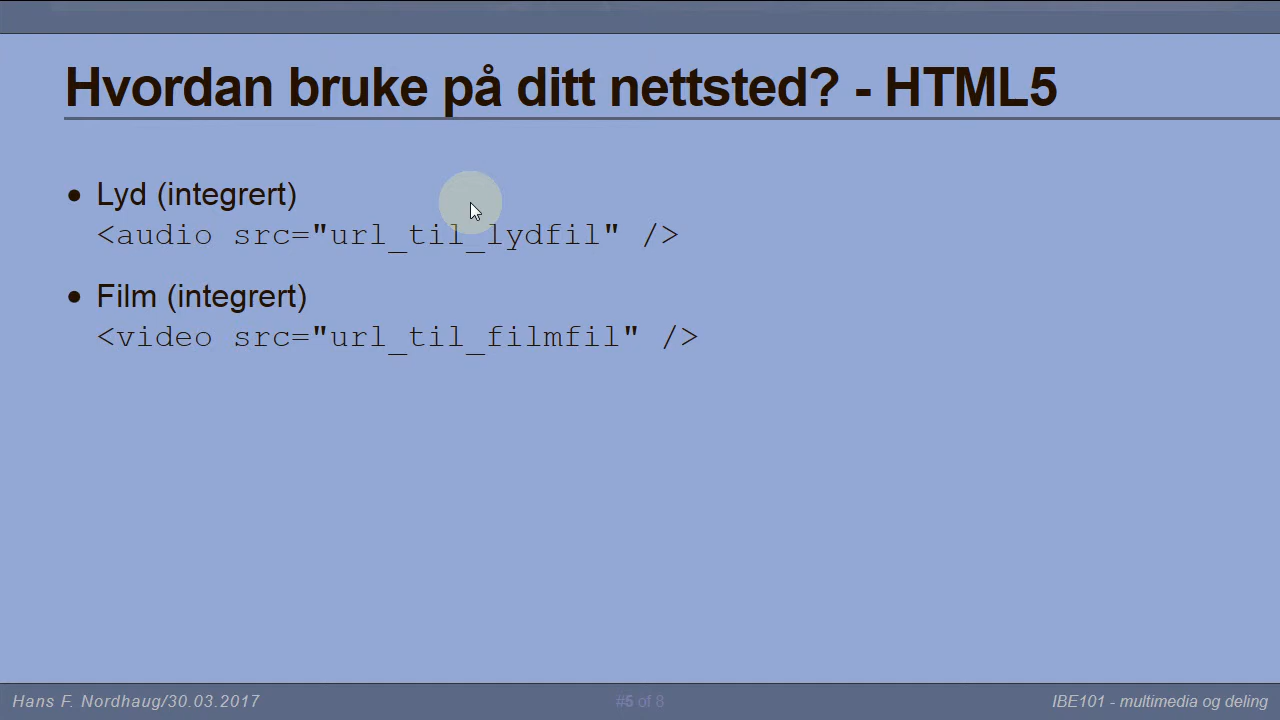 Hvordan bruke på ditt nettsted? - HTML5
• Lyd (integrert)
<audio src="url_til_lydfil" />
• Film (integrert)
<video src="url_til_filmfil" />
Hans F. Nordhaug/30.03.2017
#5 of 8
IBE101 - multimedia og deling